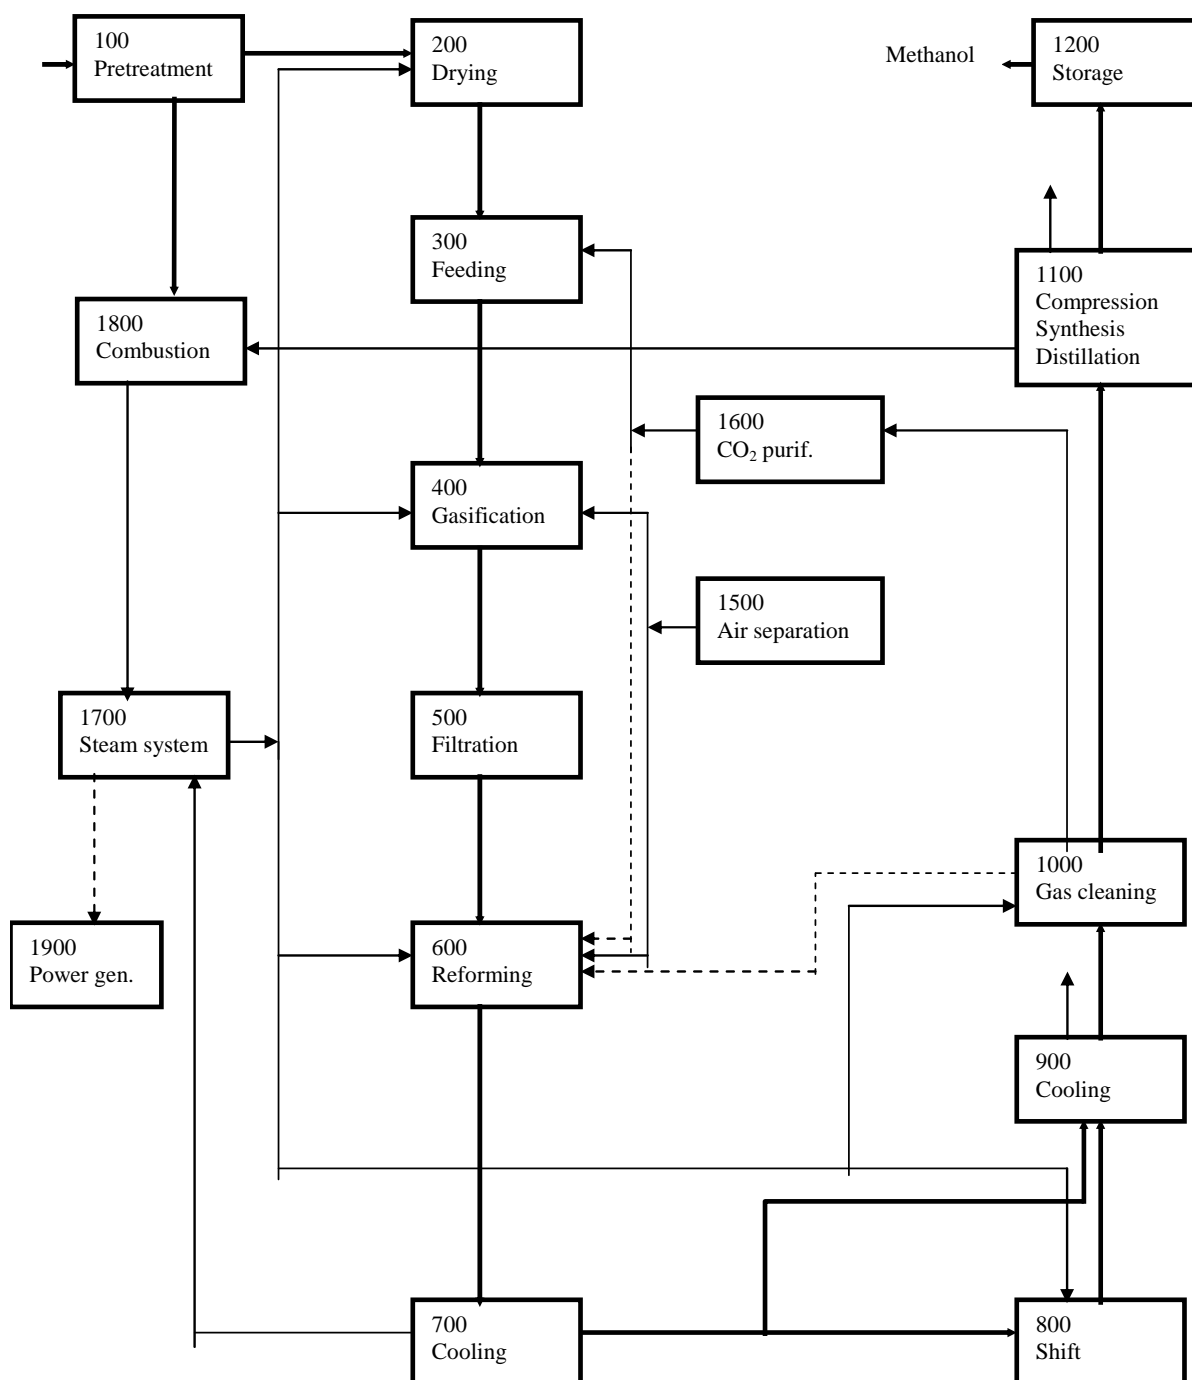 100
Pretreatment
200
Drying
Methanol
1200
Storage
300
Feeding
1100
Compression
Synthesis
Distillation
1800
Combustion
1600
CO₂ purif.
400
Gasification
1500
Air separation
1700
Steam system
500
Filtration
1000
Gas cleaning
1900
Power gen.
600
Reforming
900
Cooling
700
Cooling
800
Shift